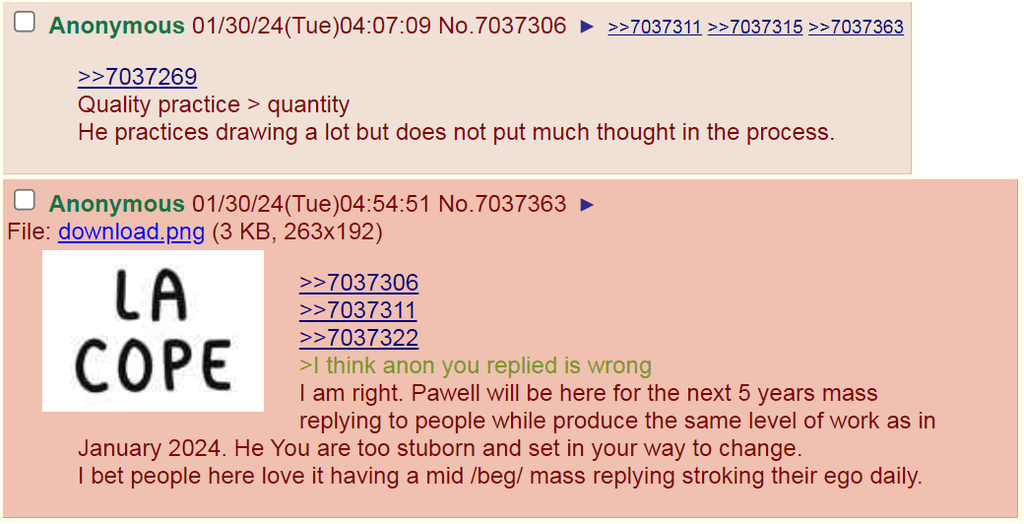 Anonymous 01/30/24(Tue)04:07:09 No.7037306 ► >>7037311 >>7037315 >>7037363
>>7037269
Quality practice > quantity
He practices drawing a lot but does not put much thought in the process.
Anonymous 01/30/24(Tue)04:54:51 No.7037363 ►
File: download.png (3 KB, 263x192)
LA
COPE
>>7037306
>>7037311
>>7037322
>I think anon you replied is wrong
I am right. Pawell will be here for the next 5 years mass
replying to people while produce the same level of work as in
January 2024. He You are too stuborn and set in your way to change.
I bet people here love it having a mid /beg/ mass replying stroking their ego daily.